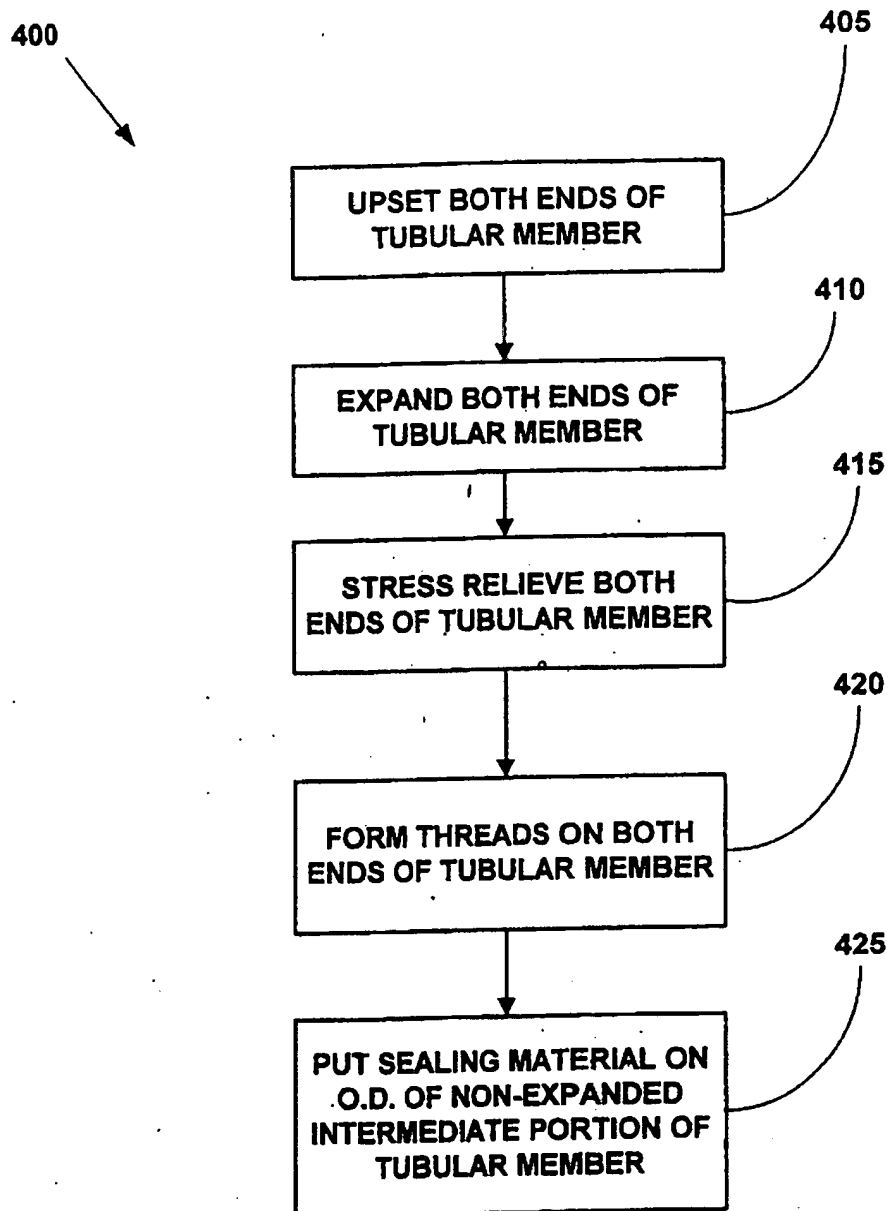 400
405
UPSET BOTH ENDS OF
TUBULAR MEMBER
410
EXPAND BOTH ENDS OF
TUBULAR MEMBER
415
STRESS RELIEVE BOTH
ENDS OF TUBULAR MEMBER
420
FORM THREADS ON BOTH
ENDS OF TUBULAR MEMBER
425
PUT SEALING MATERIAL ON
O.D. OF NON-EXPANDED
INTERMEDIATE PORTION OF
TUBULAR MEMBER